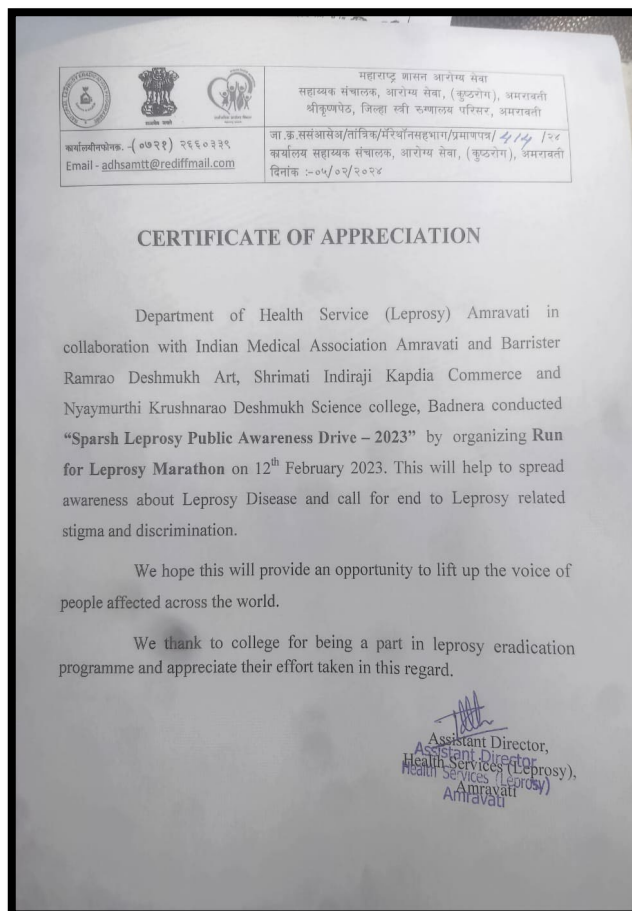 महाराष्ट्र शासन आरोग्य सेवा
सहाय्यक संचालक, आरोग्य सेवा, (कुष्ठरोग), अमरावती
श्रीकृष्णपेठ, जिल्हा स्त्री रुग्णालय परिसर, अमरावती
कार्यालयीनफोनक्र. -(०७२१) २६६०३३९
Email - adhsamtt@rediffmail.com
जा.क्र.ससंआसेअ/तांत्रिक/मॅरेथॉनसहभाग/प्रमाणपत्र/ 414 /२४
कार्यालय सहाय्यक संचालक, आरोग्य सेवा, (कुष्ठरोग), अमरावती
दिनांक :-०५/०२/२०२४
CERTIFICATE OF APPRECIATION
Department of Health Service (Leprosy) Amravati in
collaboration with Indian Medical Association Amravati and Barrister
Ramrao Deshmukh Art, Shrimati Indiraji Kapdia Commerce and
Nyaymurthi Krushnarao Deshmukh Science college, Badnera conducted
“Sparsh Leprosy Public Awareness Drive – 2023” by organizing Run
for Leprosy Marathon on 12th February 2023. This will help to spread
awareness about Leprosy Disease and call for end to Leprosy related
stigma and discrimination.
We hope this will provide an opportunity to lift up the voice of
people affected across the world.
We thank to college for being a part in leprosy eradication
programme and appreciate their effort taken in this regard.
Assistant Director,
Assistant Director
Health Services (Leprosy),
Health Services (Leprosy)
Amravati
Amravati